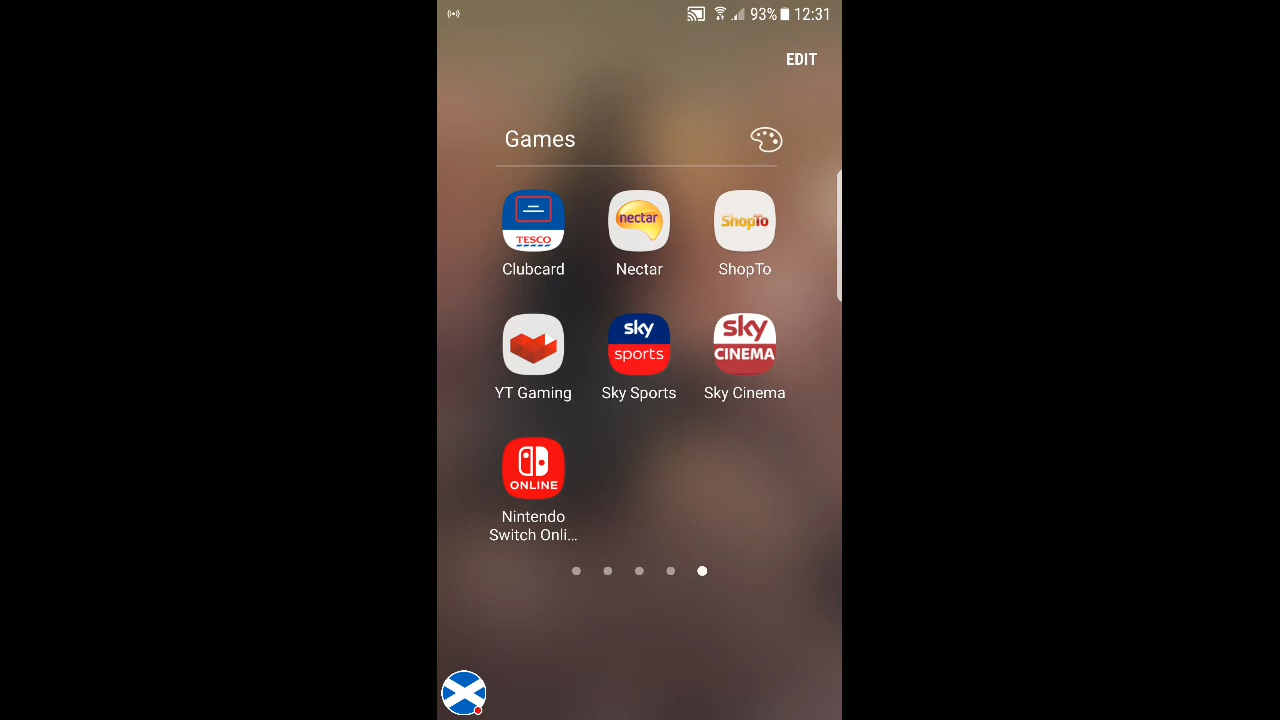 93% 12:31
EDIT
Games
TESCO
nectar
ShopTo
Clubcard
Nectar
ShopTo
sky
sports
sky
CINEMA
YT Gaming
Sky Sports
Sky Cinema
ONLINE
Nintendo
Switch Onli...